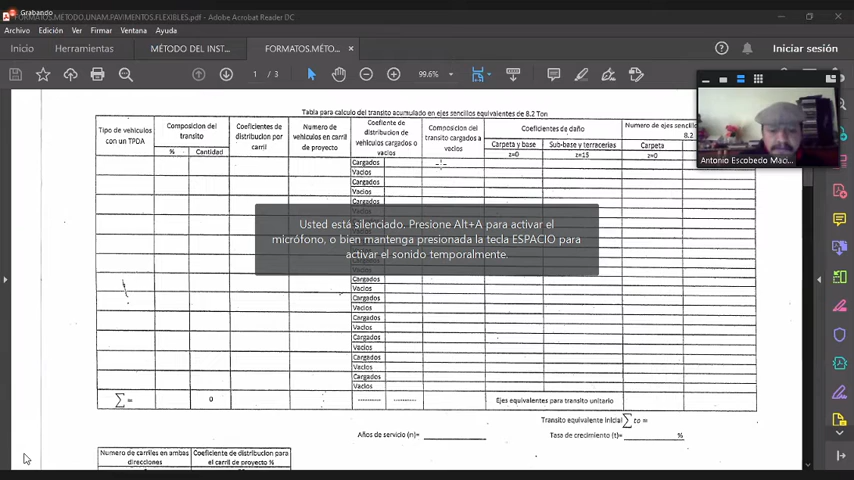 Grabando
FORMATOS.METODO.UNAM.PAVIMENTOS.FLEXIBLES.pdf - Adobe Acrobat Reader DC
Archivo Edición Ver Firmar Ventana Ayuda
Inicio Herramientas MÉTODO DEL INST... FORMATOS.MÉTO... × Iniciar sesión
1 / 3 99.6%
Tabla para calculo del transito acumulado en ejes sencillos equivalentes de 8.2 Ton
Tipo de vehiculos con un TPDA
Composicion del transito
% Cantidad
Coeficientes de distribucion por carril
Numero de vehiculos en carril de proyecto
Coefiente de distribucion de vehiculos cargados o vacios
Composicion del transito cargados a vacios
Coeficientes de daño
Carpeta y base Sub-base y terracerias
z=0 z=15
Numero de ejes sencillo
8.2
Carpeta
z=0
Antonio Escobedo Maci...
Cargados
Vacios
Cargados
Vacios
Cargados
Usted está silenciado. Presione Alt+A para activar el
micrófono, o bien mantenga presionada la tecla ESPACIO para
activar el sonido temporalmente.
Cargados
Vacios
Cargados
Vacios
Cargados
Vacios
Cargados
Vacios
Cargados
Vacios
Cargados
Vacios
∑ = 0 Ejes equivalentes para transito unitario
Transito equivalente inicial ∑ to =
Años de servicio (n)= Tasa de crecimiento (t)= %
Numero de carriles en ambas direcciones
Coeficiente de distribucion para el carril de proyecto %